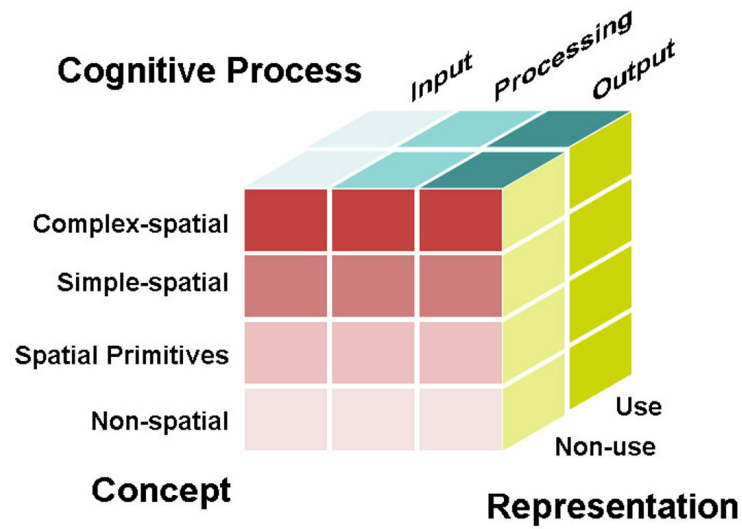 Cognitive Process
Input
Processing
Output
Complex-spatial
Simple-spatial
Spatial Primitives
Non-spatial
Use
Non-use
Concept
Representation